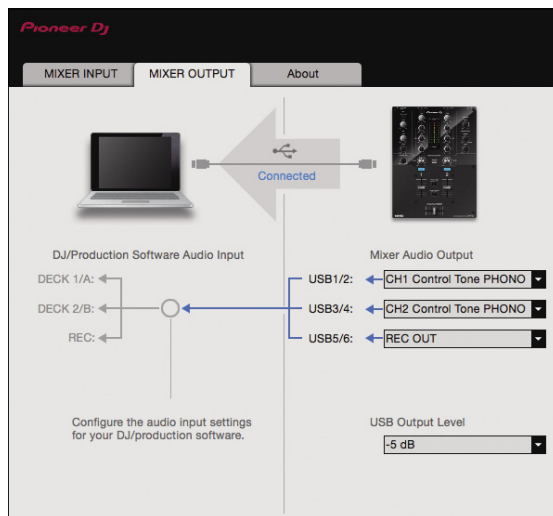 Pioneer Dj
MIXER INPUT
MIXER OUTPUT
About
Connected
DJ/Production Software Audio Input
DECK 1/A:
DECK 2/B:
REC:
Mixer Audio Output
USB1/2:
CH1 Control Tone PHONO
USB3/4:
CH2 Control Tone PHONO
USB5/6:
REC OUT
Configure the audio input settings
for your DJ/production software.
USB Output Level
-5 dB